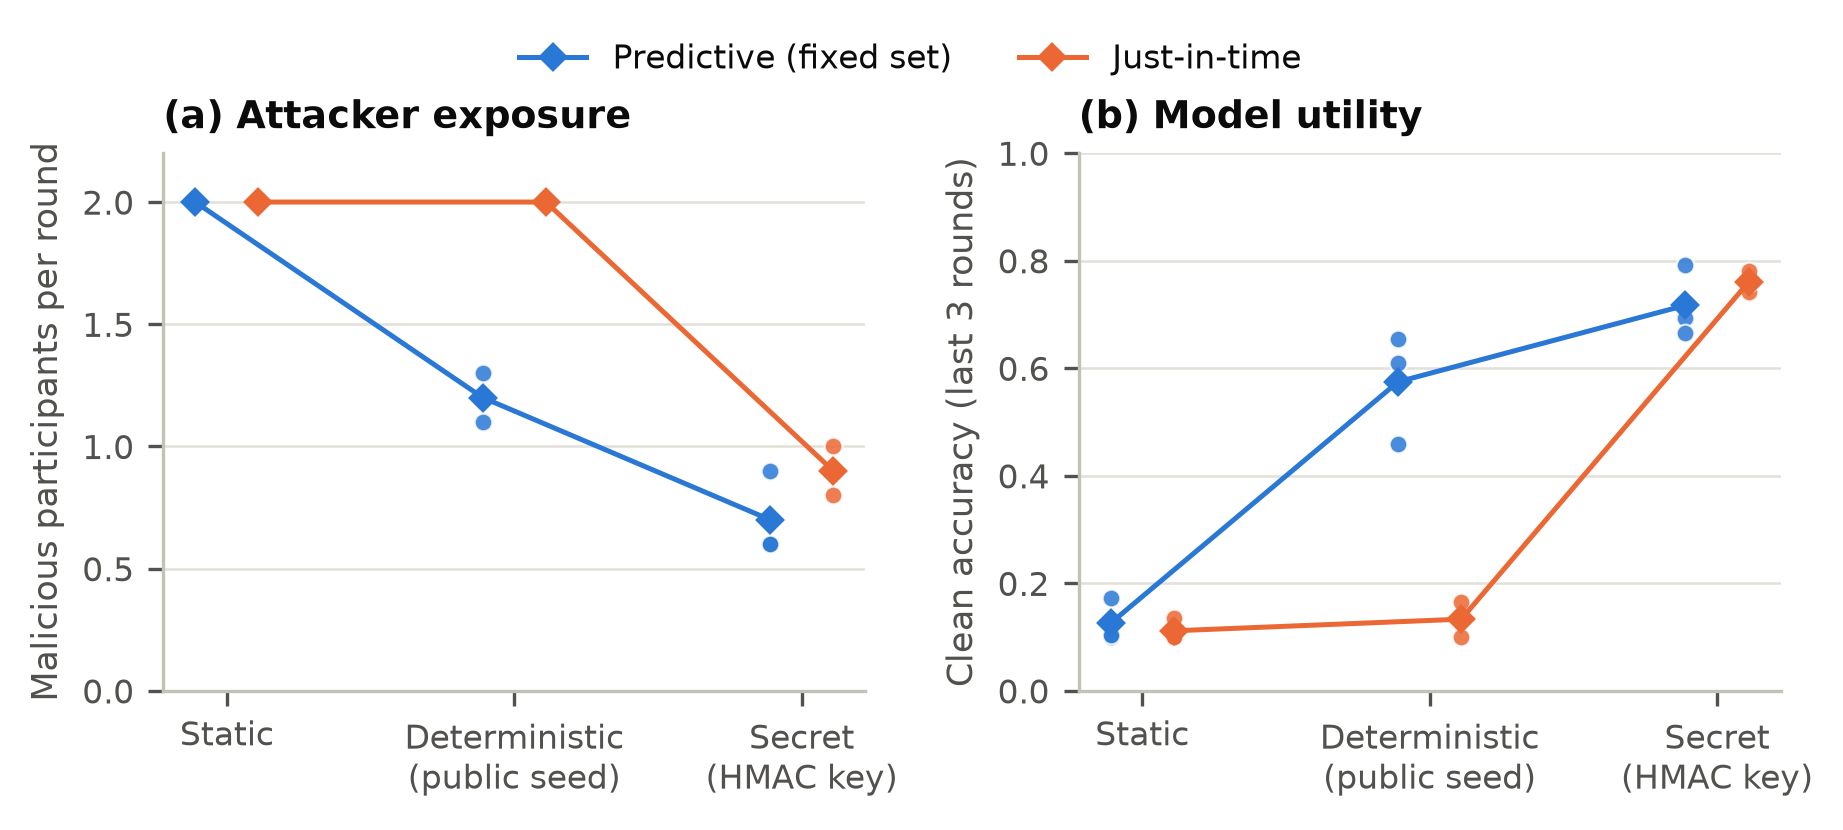 Predictive (fixed set)
Just-in-time
(a) Attacker exposure
Malicious participants per round
2.0
1.5
1.0
0.5
0.0
Static
Deterministic
(public seed)
Secret
(HMAC key)
(b) Model utility
Clean accuracy (last 3 rounds)
1.0
0.8
0.6
0.4
0.2
0.0
Static
Deterministic
(public seed)
Secret
(HMAC key)